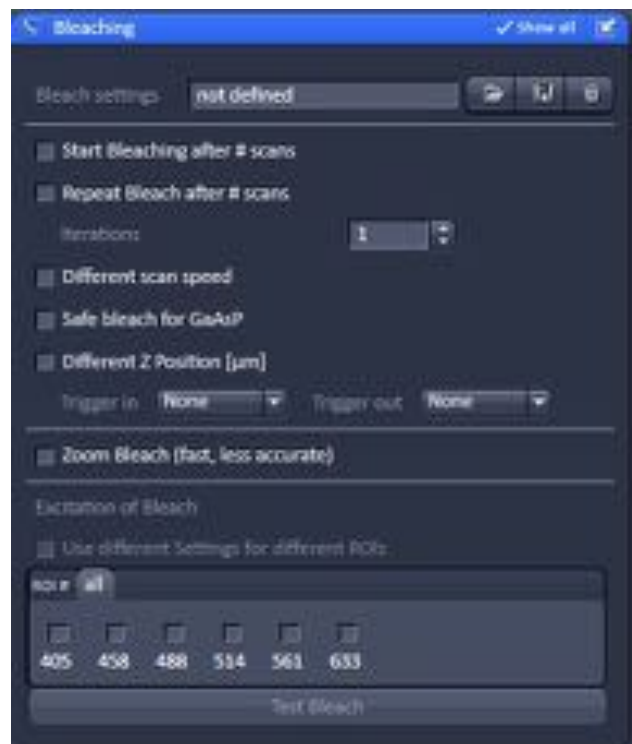 Bleaching Show all
Bleach settings not defined
Start Bleaching after # scans
Repeat Bleach after # scans
Iterations 1
Different scan speed
Safe bleach for GaAsP
Different Z Position [µm]
Trigger in None Trigger out None
Zoom Bleach (fast, less accurate)
Excitation of Bleach
Use different Settings for different ROIs
ROI # all
405 458 488 514 561 633
Test Bleach